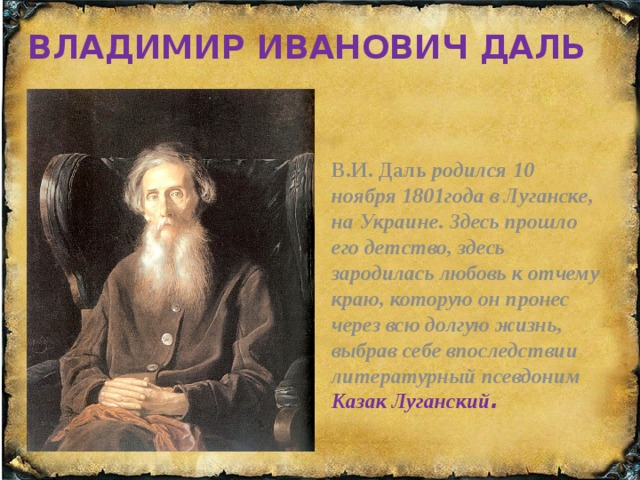 ВЛАДИМИР ИВАНОВИЧ ДАЛЬ
В.И. Даль родился 10
ноября 1801года в Луганске,
на Украине. Здесь прошло
его детство, здесь
зародилась любовь к отчему
краю, которую он пронес
через всю долгую жизнь,
выбрав себе впоследствии
литературный псевдоним
Казак Луганский.